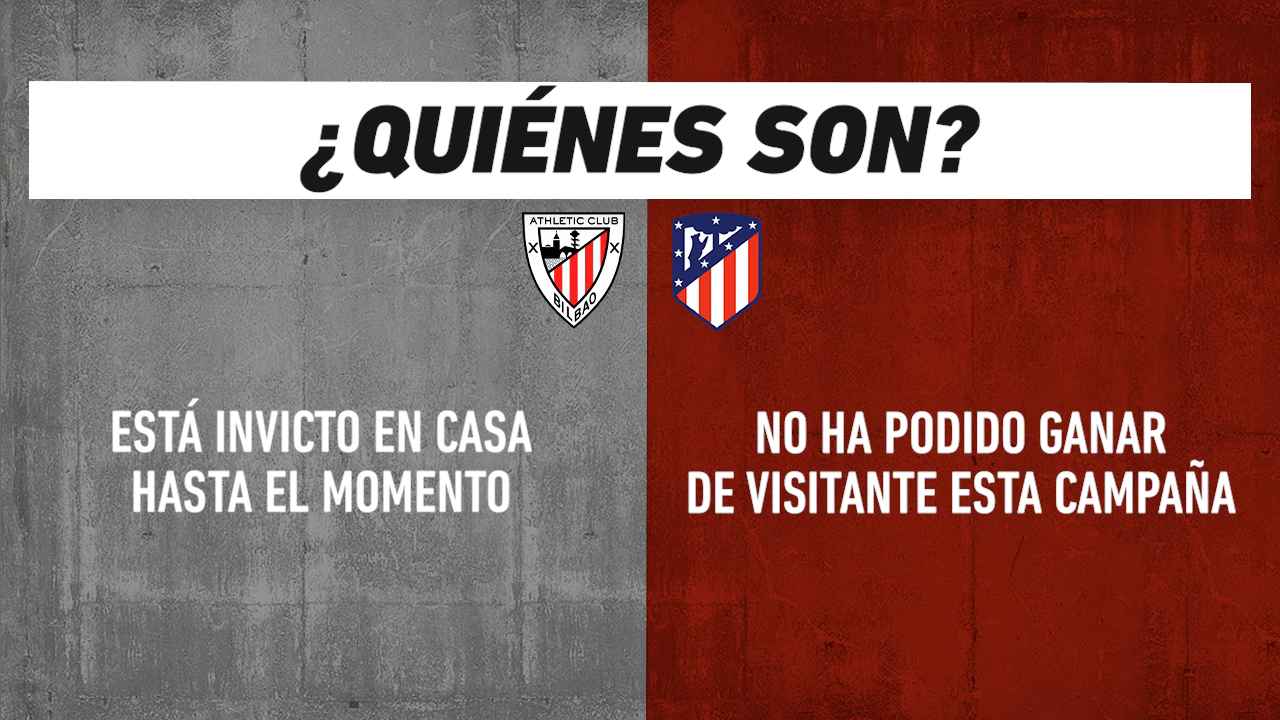 ¿QUIÉNES SON?
ATHLETIC CLUB
BILBAO
ESTÁ INVICTO EN CASA
HASTA EL MOMENTO
NO HA PODIDO GANAR
DE VISITANTE ESTA CAMPAÑA